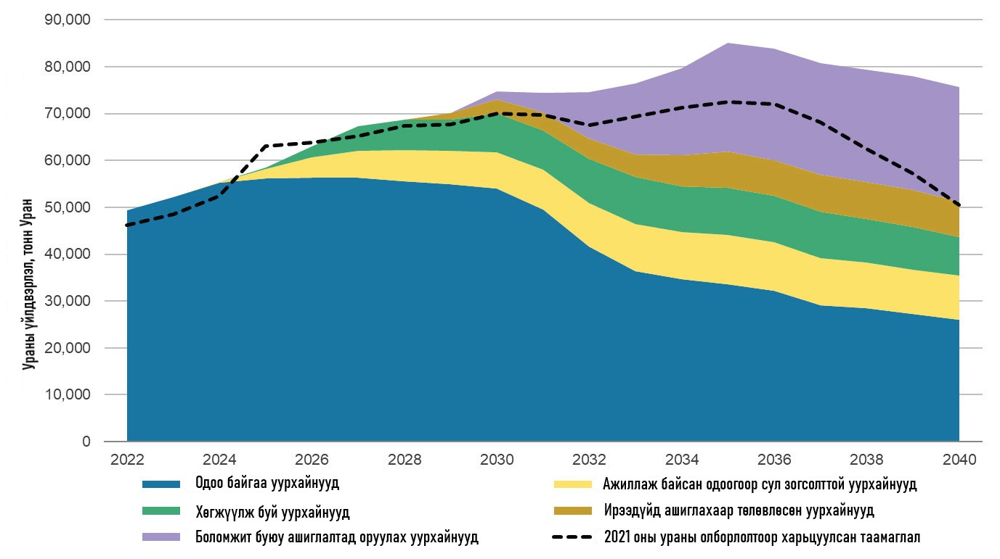 90,000
80,000
70,000
60,000
50,000
40,000
30,000
20,000
10,000
0
Ураны үйлдвэрлэл, тонн Уран
2022 2024 2026 2028 2030 2032 2034 2036 2038 2040
Одоо байгаа уурхайнууд
Ажиллаж байсан одоогоор сул зогсолттой уурхайнууд
Хөгжүүлж буй уурхайнууд
Ирээдүйд ашиглахаар төлөвлөсөн уурхайнууд
Боломжит буюу ашиглалтад оруулах уурхайнууд
2021 оны ураны олборлолтоор харьцуулсан таамаглал